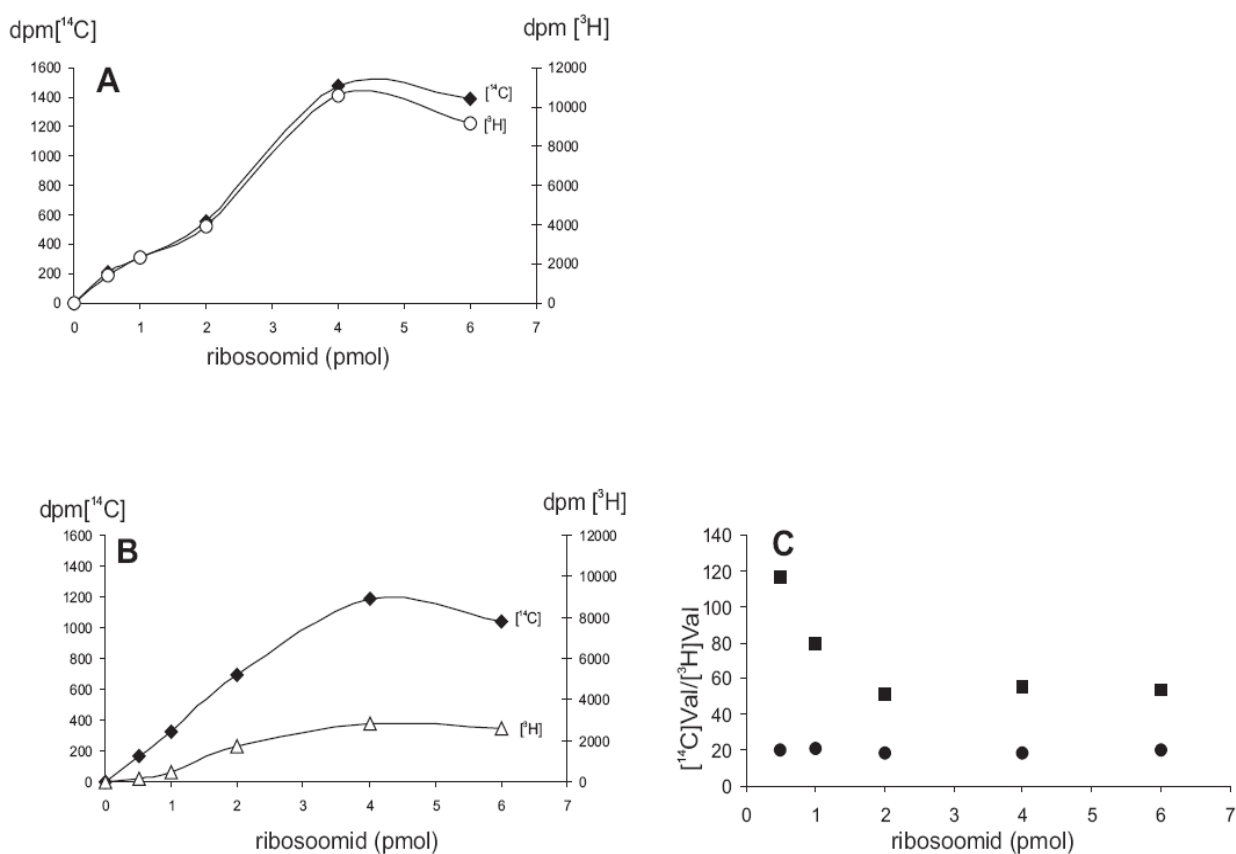 dpm[¹⁴C]
dpm [³H]
A
1600
1400
1200
1000
800
600
400
200
0
12000
10000
8000
6000
4000
2000
0
[¹⁴C]
[³H]
0 1 2 3 4 5 6 7
ribosoomid (pmol)
dpm[¹⁴C]
dpm [³H]
B
1600
1400
1200
1000
800
600
400
200
0
12000
10000
8000
6000
4000
2000
0
[¹⁴C]
[³H]
0 1 2 3 4 5 6 7
ribosoomid (pmol)
C
[¹⁴C]Val/[³H]Val
140
120
100
80
60
40
20
0
0 1 2 3 4 5 6 7
ribosoomid (pmol)